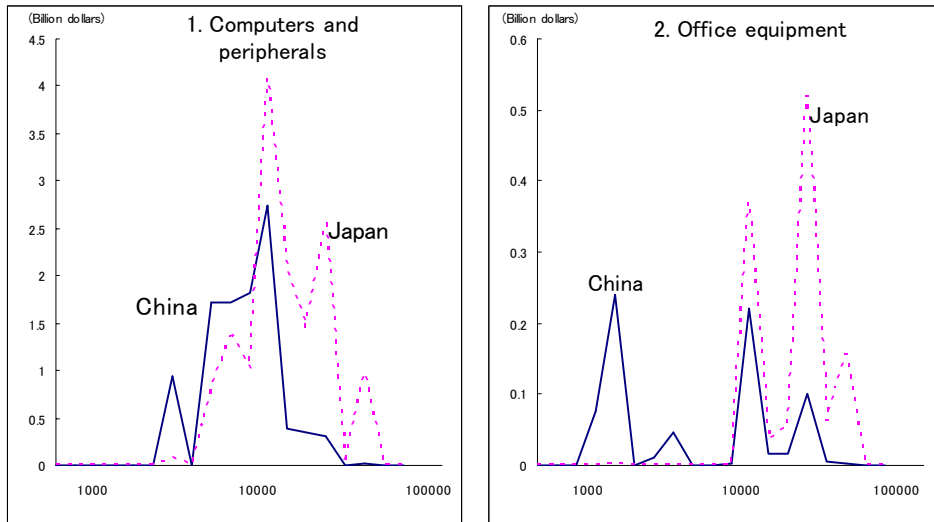 (Billion dollars)
1. Computers and
peripherals
4.5
4
3.5
3
2.5
2
1.5
1
0.5
0
Japan
China
1000
10000
100000
(Billion dollars)
2. Office equipment
0.6
0.5
0.4
0.3
0.2
0.1
0
Japan
China
1000
10000
100000